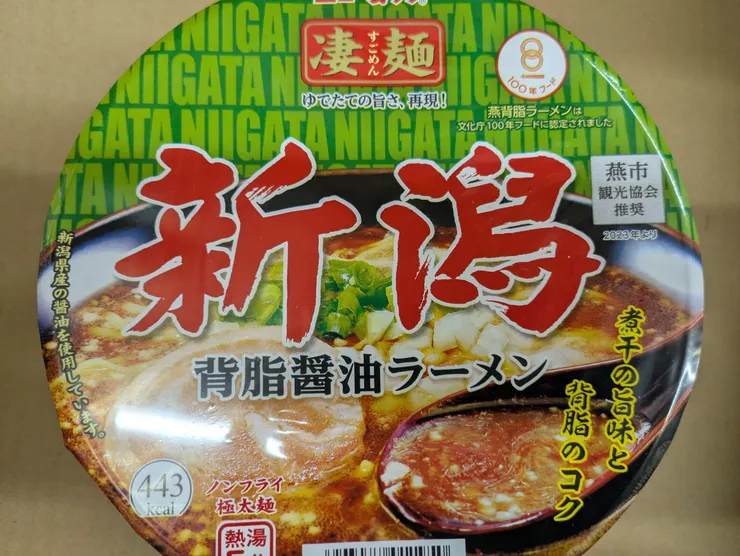 NIIGATA
凄麺
すごめん
ゆでたての旨さ、再現!
100年フード
燕背脂ラーメンは
文化庁100年フードに認定されました
燕市
観光協会
推奨
2023年より
新潟
背脂醤油ラーメン
新潟県産の醤油を使用しています。
煮干の旨味と
背脂のコク
443
kcal
ノンフライ
極太麺
熱湯